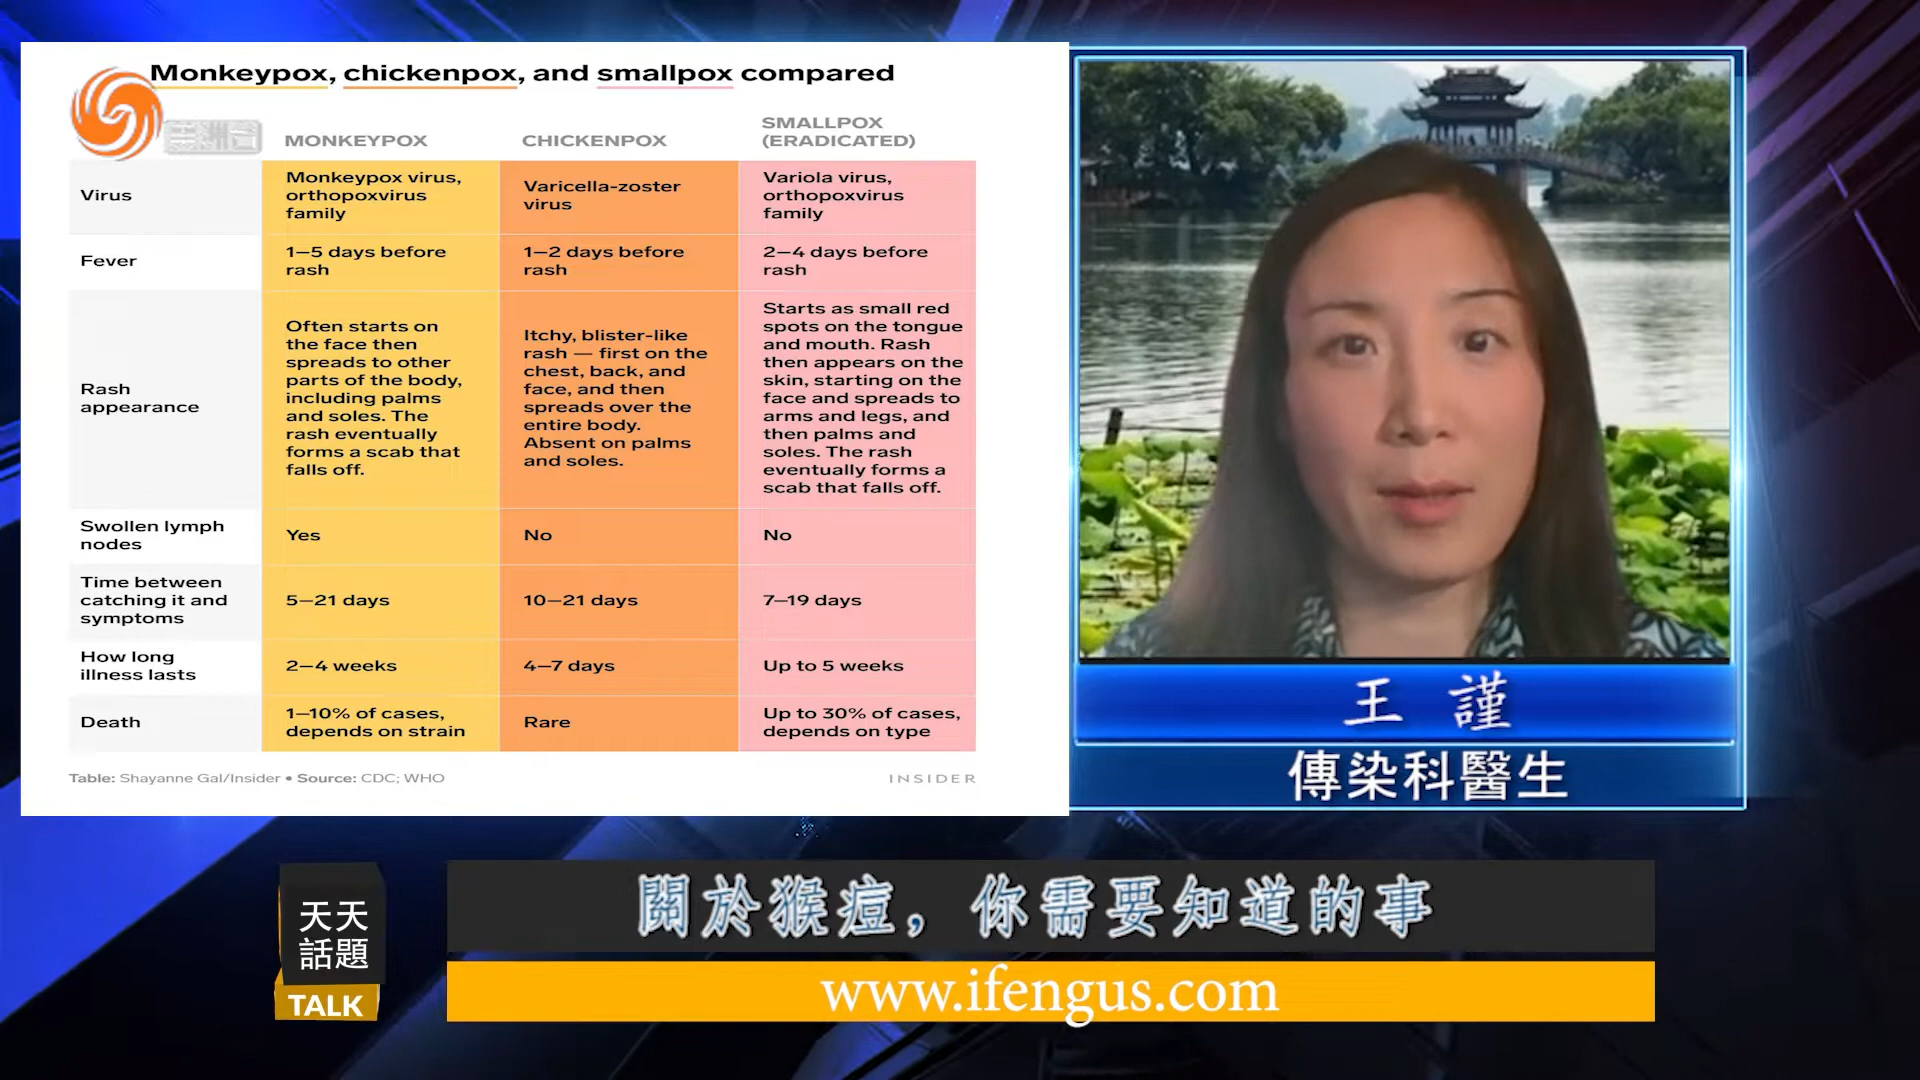 Monkeypox, chickenpox, and smallpox compared
MONKEYPOX
CHICKENPOX
SMALLPOX
(ERADICATED)
Virus
Monkeypox virus,
orthopoxvirus
family
Varicella-zoster
virus
Variola virus,
orthopoxvirus
family
Fever
1–5 days before
rash
1–2 days before
rash
2–4 days before
rash
Rash
appearance
Often starts on
the face then
spreads to other
parts of the body,
including palms
and soles. The
rash eventually
forms a scab that
falls off.
Itchy, blister-like
rash — first on the
chest, back, and
face, and then
spreads over the
entire body.
Absent on palms
and soles.
Starts as small red
spots on the tongue
and mouth. Rash
then appears on the
skin, starting on the
face and spreads to
arms and legs, and
then palms and
soles. The rash
eventually forms a
scab that falls off.
Swollen lymph
nodes
Yes
No
No
Time between
catching it and
symptoms
5–21 days
10–21 days
7–19 days
How long
illness lasts
2–4 weeks
4–7 days
Up to 5 weeks
Death
1–10% of cases,
depends on strain
Rare
Up to 30% of cases,
depends on type
Table: Shayanne Gal/Insider • Source: CDC; WHO
INSIDER
王 謹
傳染科醫生
天天
話題
TALK
關於猴痘，你需要知道的事
www.ifengus.com